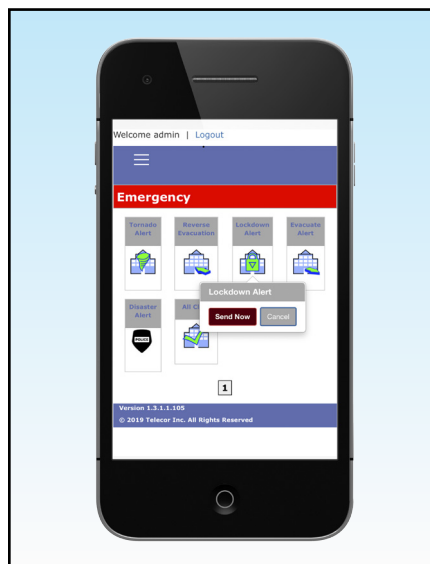 Welcome admin | Logout
Emergency
Tornado Alert
Reverse Evacuation
Lockdown Alert
Evacuate Alert
Lockdown Alert
Send Now
Cancel
Disaster Alert
All Cl
POLICE
1
Version 1.3.1.1.105
© 2019 Telecor Inc. All Rights Reserved